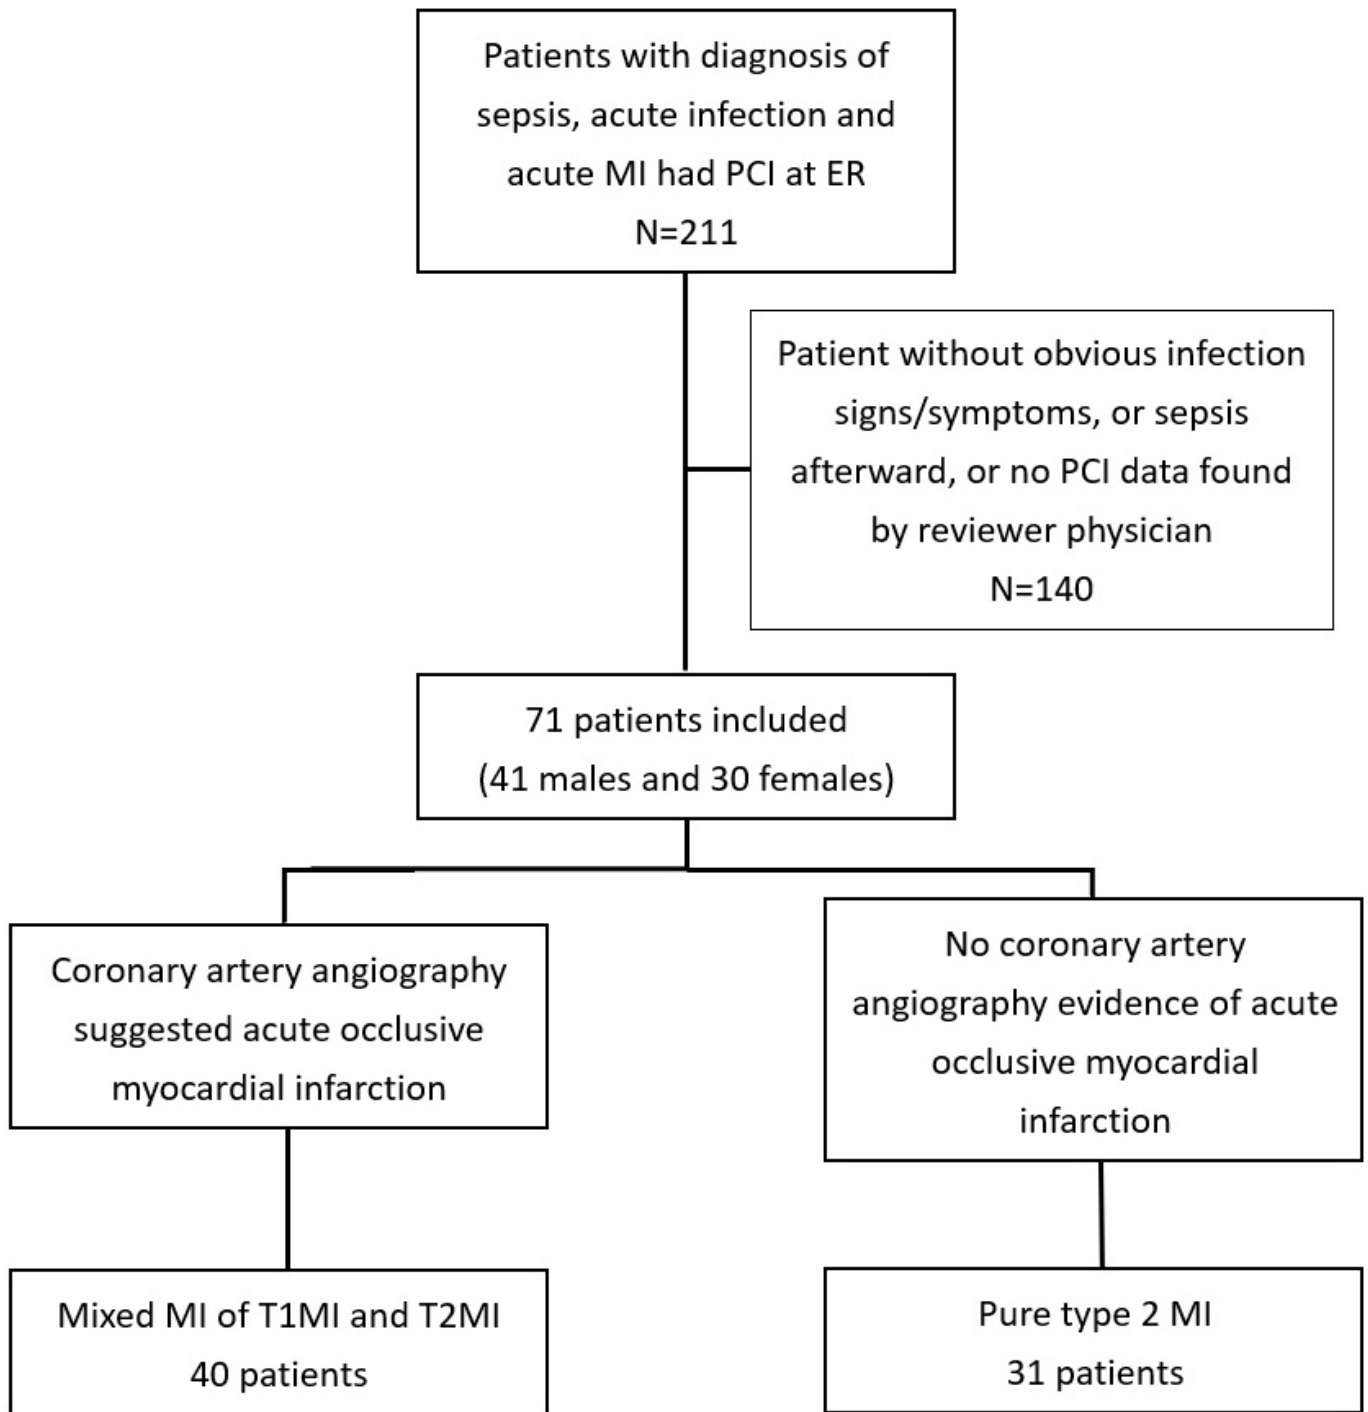 Patients with diagnosis of
sepsis, acute infection and
acute MI had PCI at ER
N=211
Patient without obvious infection
signs/symptoms, or sepsis
afterward, or no PCI data found
by reviewer physician
N=140
71 patients included
(41 males and 30 females)
Coronary artery angiography
suggested acute occlusive
myocardial infarction
No coronary artery
angiography evidence of acute
occlusive myocardial
infarction
Mixed MI of T1MI and T2MI
40 patients
Pure type 2 MI
31 patients